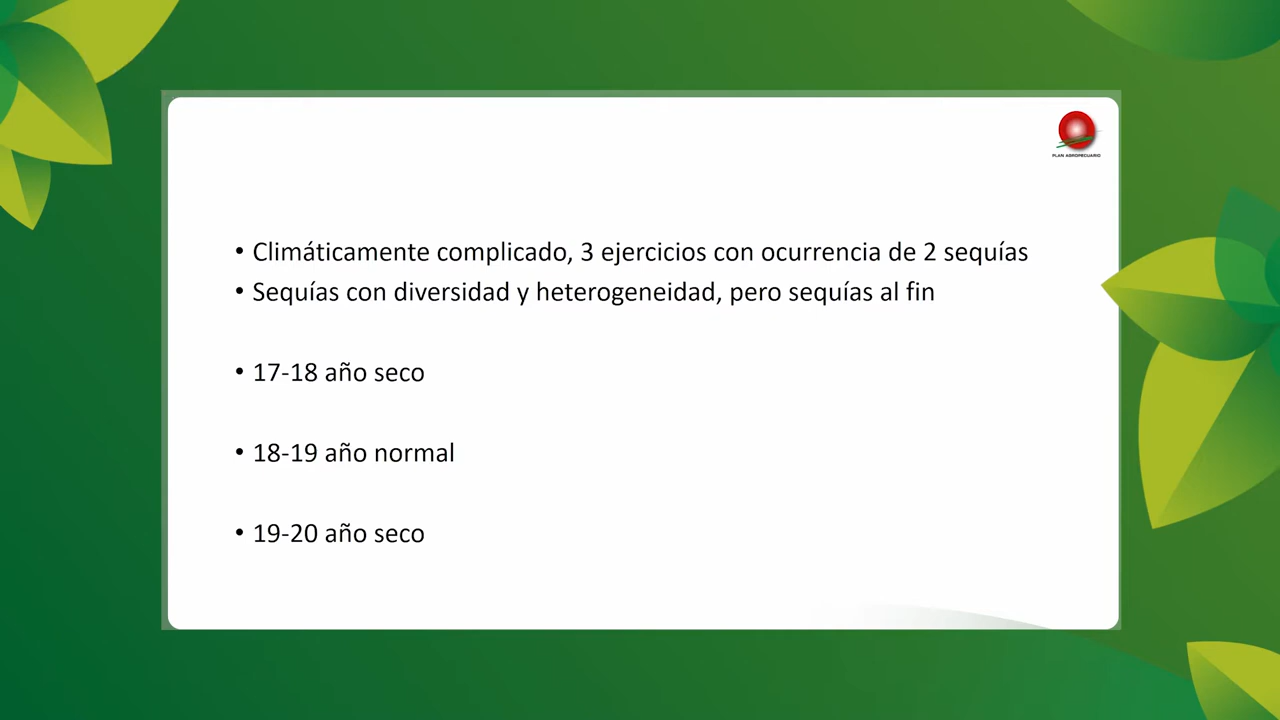 PLAN AGROPECUARIO
• Climáticamente complicado, 3 ejercicios con ocurrencia de 2 sequías
• Sequías con diversidad y heterogeneidad, pero sequías al fin
• 17-18 año seco
• 18-19 año normal
• 19-20 año seco